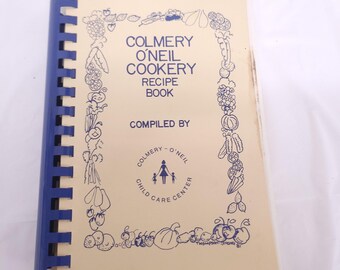 COLMERY
O'NEIL
COOKERY
RECIPE
BOOK
COMPILED BY
COLMERY - O'NEIL
CHILD CARE CENTER